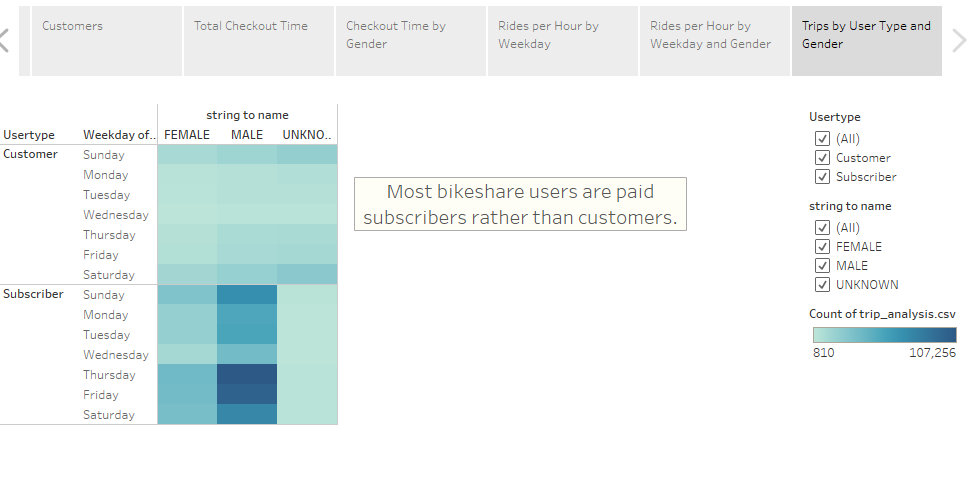 Customers
Total Checkout Time
Checkout Time by
Gender
Rides per Hour by
Weekday
Rides per Hour by
Weekday and Gender
Trips by User Type and
Gender
string to name
Usertype Weekday of.. FEMALE MALE UNKNO..
Customer Sunday
Monday
Tuesday
Wednesday
Thursday
Friday
Saturday
Subscriber Sunday
Monday
Tuesday
Wednesday
Thursday
Friday
Saturday
Most bikeshare users are paid
subscribers rather than customers.
Usertype
(All)
Customer
Subscriber
string to name
(All)
FEMALE
MALE
UNKNOWN
Count of trip_analysis.csv
810 107,256